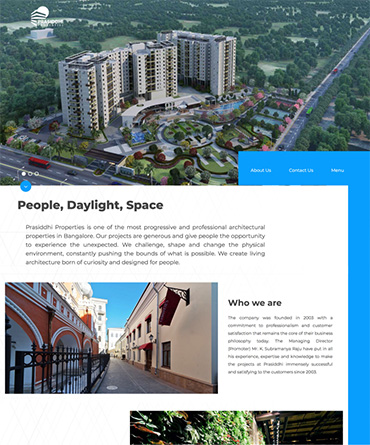 PRASIDDHI
About Us
Contact Us
Menu
People, Daylight, Space
Prasiddhi Properties is one of the most progressive and professional architectural
properties in Bangalore. Our projects are generous and give people the opportunity
to experience the unexpected. We challenge, shape and change the physical
environment, constantly pushing the bounds of what is possible. We create living
architecture born of curiosity and designed for people.
Who we are
The company was founded in 2003 with a
commitment to professionalism and customer
satisfaction that remains the core of their business
philosophy today. The Managing Director
(Promoter) Mr. K. Subramanya Raju have put in all
his experience, expertise and knowledge to make
the projects at Prasiddhi immensely successful
and satisfying to the customers since 2003.